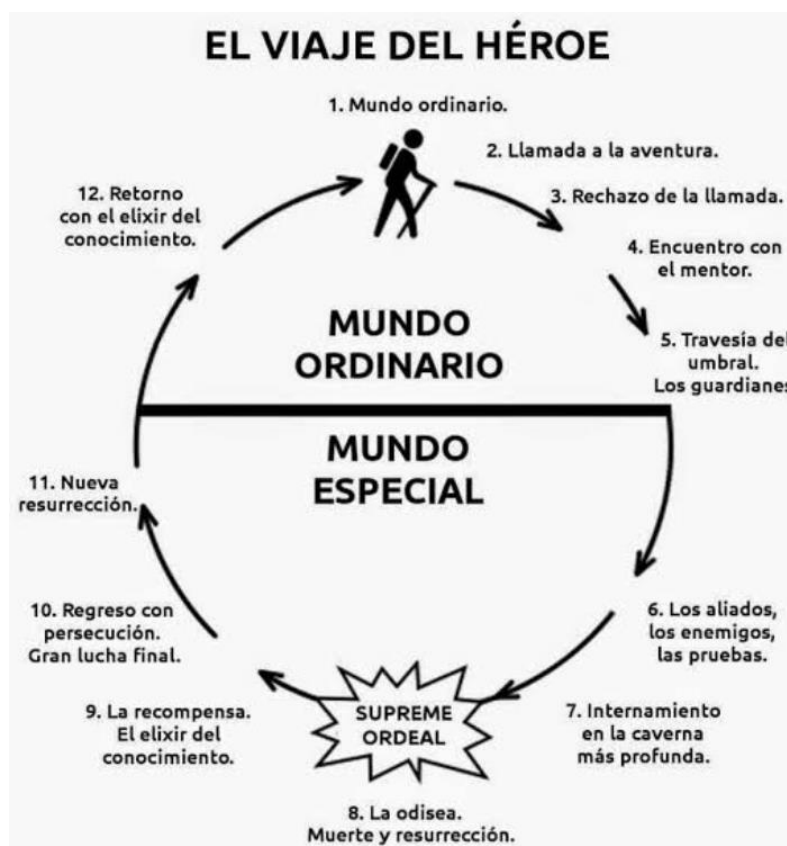 EL VIAJE DEL HÉROE
1. Mundo ordinario.
2. Llamada a la aventura.
3. Rechazo de la llamada.
4. Encuentro con
el mentor.
5. Travesía del
umbral.
Los guardianes
MUNDO
ORDINARIO
MUNDO
ESPECIAL
6. Los aliados,
los enemigos,
las pruebas.
7. Internamiento
en la caverna
más profunda.
SUPREME
ORDEAL
8. La odisea.
Muerte y resurrección.
9. La recompensa.
El elixir del
conocimiento.
10. Regreso con
persecución.
Gran lucha final.
11. Nueva
resurrección.
12. Retorno
con el elixir del
conocimiento.